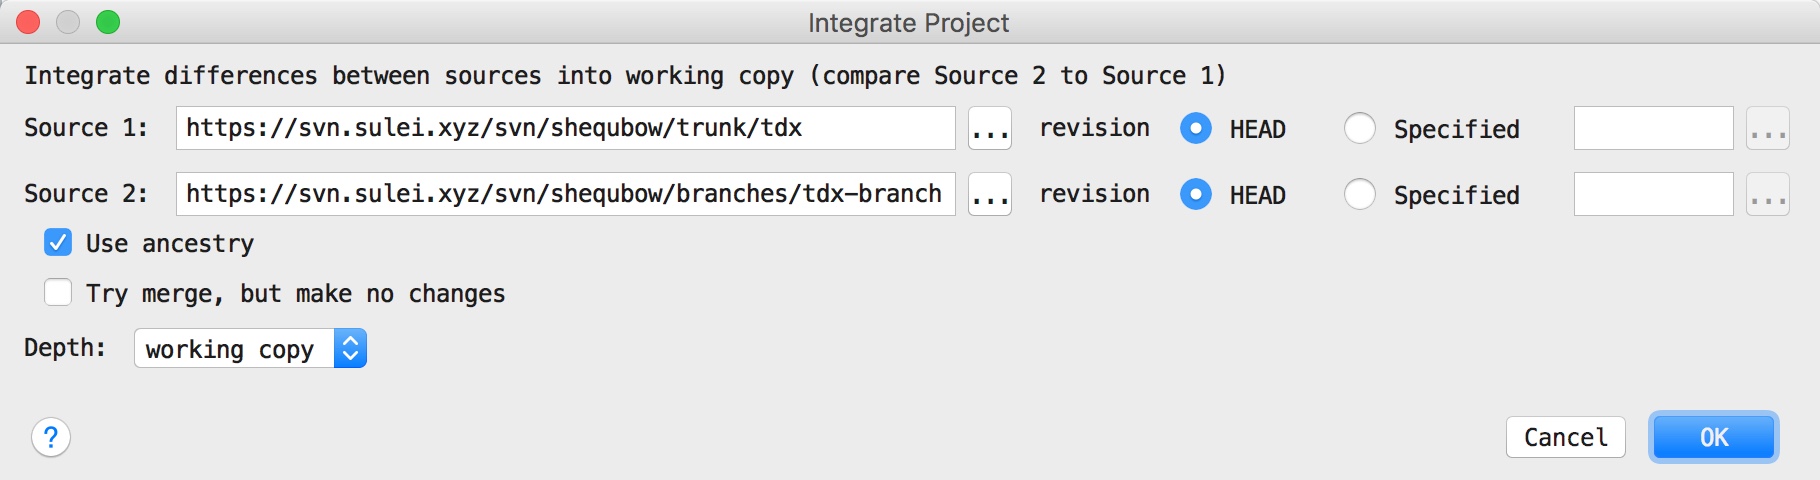 Integrate Project
Integrate differences between sources into working copy (compare Source 2 to Source 1)
Source 1: https://svn.sulei.xyz/svn/shequbow/trunk/tdx ... revision HEAD Specified ...
Source 2: https://svn.sulei.xyz/svn/shequbow/branches/tdx-branch ... revision HEAD Specified ...
Use ancestry
Try merge, but make no changes
Depth: working copy
? Cancel OK